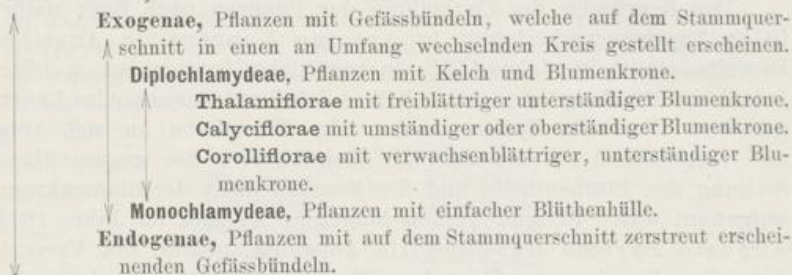 Exogenae, Pflanzen mit Gefässbündeln, welche auf dem Stammquer-
schnitt in einen an Umfang wechselnden Kreis gestellt erscheinen.
Diplochlamydeae, Pflanzen mit Kelch und Blumenkrone.
Thalamiflorae mit freiblättriger unterständiger Blumenkrone.
Calyciflorae mit umständiger oder oberständiger Blumenkrone.
Corolliflorae mit verwachsenblättriger, unterständiger Blu-
menkrone.
Monochlamydeae, Pflanzen mit einfacher Blüthenhülle.
Endogenae, Pflanzen mit auf dem Stammquerschnitt zerstreut erschei-
nenden Gefässbündeln.